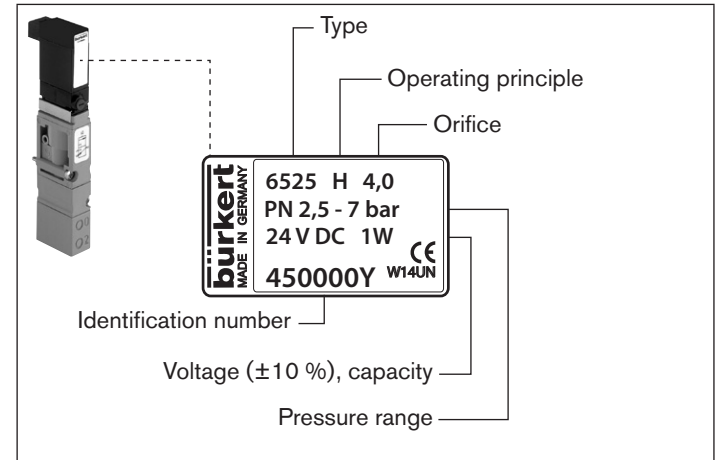 Type
Operating principle
Orifice
bürkert
MADE IN GERMANY
6525 H 4,0
PN 2,5 - 7 bar
24 V DC 1W
CE
450000Y W14UN
Identification number
Voltage (±10 %), capacity
Pressure range